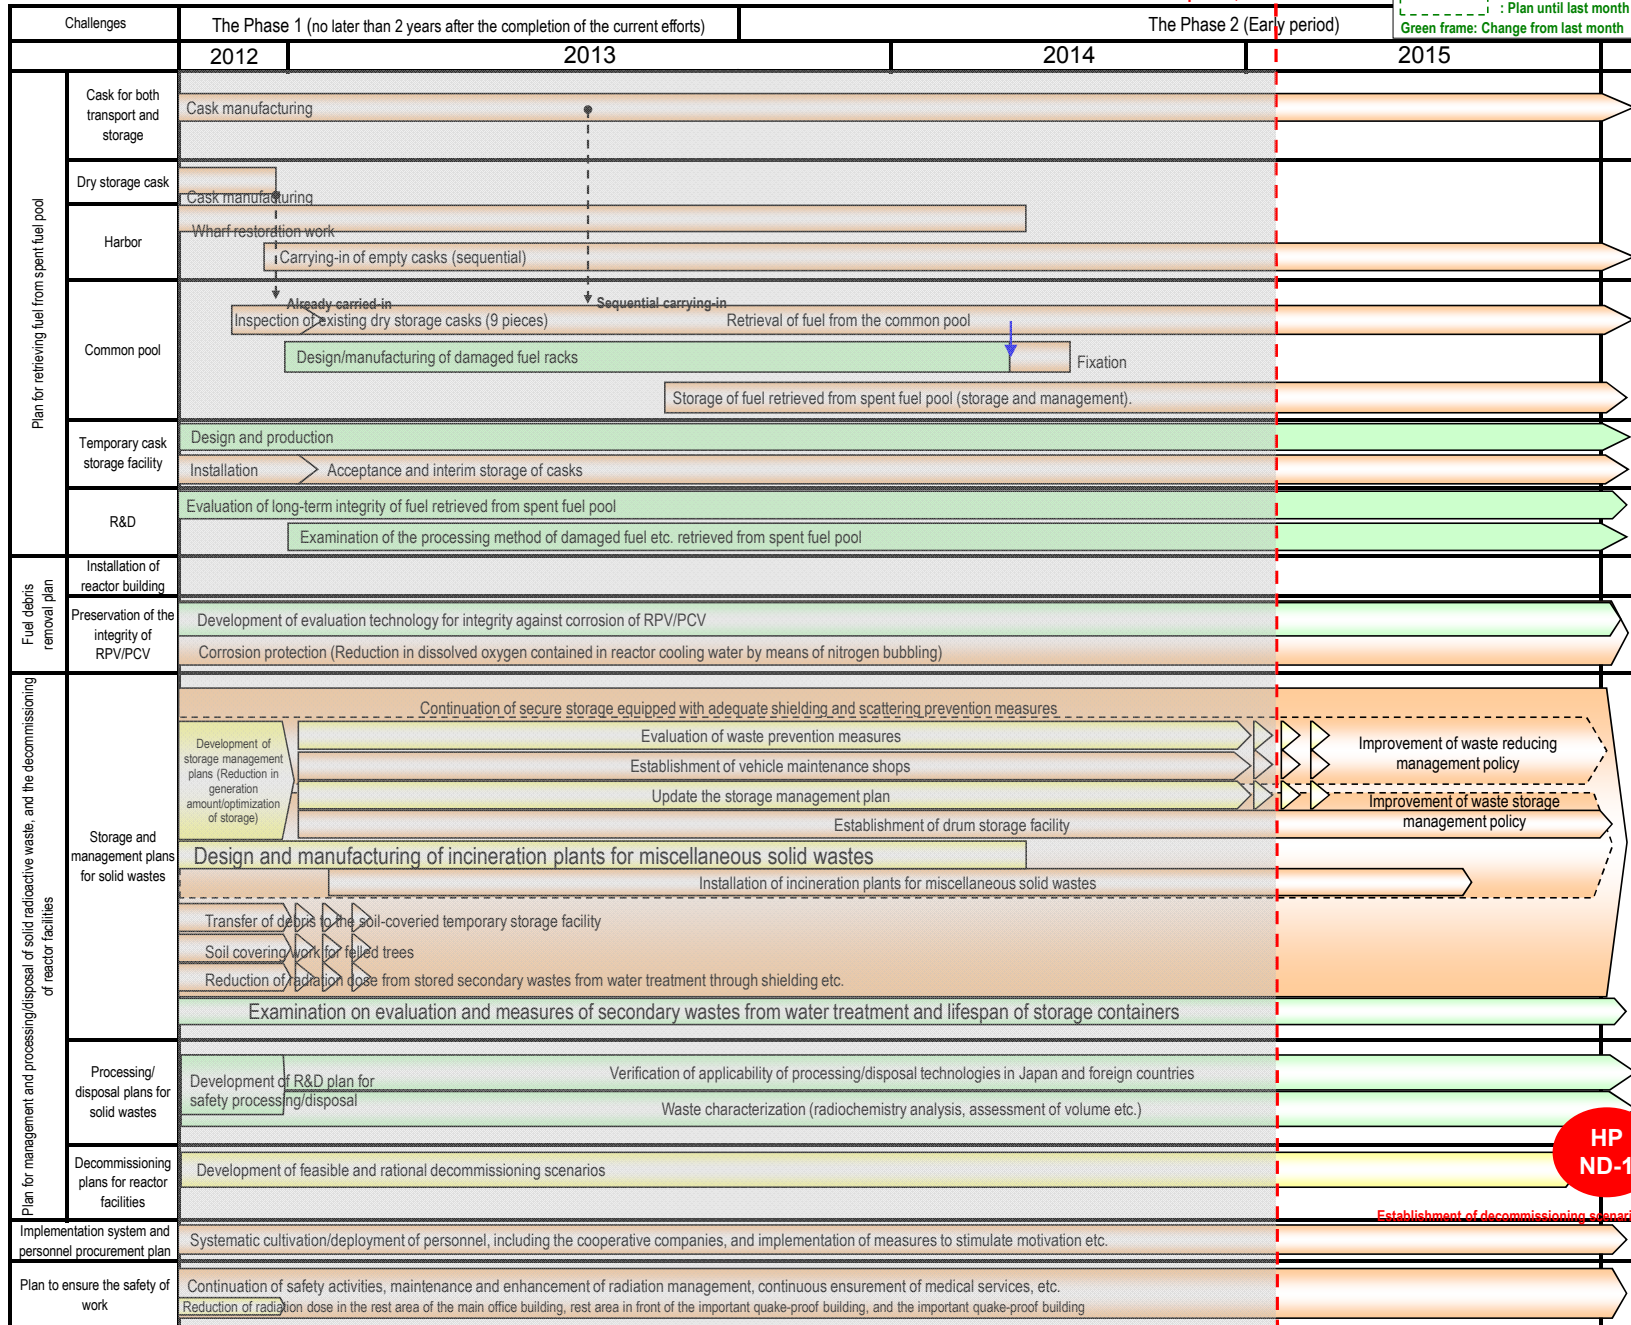 : Plan until last month
Green frame: Change from last month
Challenges
The Phase 1 (no later than 2 years after the completion of the current efforts)
The Phase 2 (Early period)
2012
2013
2014
2015
Plan for retrieving fuel from spent fuel pool
Cask for both
transport and
storage
Cask manufacturing
Dry storage cask
Cask manufacturing
Harbor
Wharf restoration work
Carrying-in of empty casks (sequential)
Common pool
Already carried-in
Sequential carrying-in
Inspection of existing dry storage casks (9 pieces)
Retrieval of fuel from the common pool
Design/manufacturing of damaged fuel racks
Fixation
Storage of fuel retrieved from spent fuel pool (storage and management).
Temporary cask
storage facility
Design and production
Installation
Acceptance and interim storage of casks
R&D
Evaluation of long-term integrity of fuel retrieved from spent fuel pool
Examination of the processing method of damaged fuel etc. retrieved from spent fuel pool
Fuel debris
removal plan
Installation of
reactor building
Preservation of the
integrity of
RPV/PCV
Development of evaluation technology for integrity against corrosion of RPV/PCV
Corrosion protection (Reduction in dissolved oxygen contained in reactor cooling water by means of nitrogen bubbling)
Plan for management and processing/disposal of solid radioactive waste, and the decommissioning
of reactor facilities
Storage and
management plans
for solid wastes
Continuation of secure storage equipped with adequate shielding and scattering prevention measures
Development of
storage management
plans (Reduction in
generation
amount/optimization
of storage)
Evaluation of waste prevention measures
Establishment of vehicle maintenance shops
Improvement of waste reducing
management policy
Update the storage management plan
Improvement of waste storage
management policy
Establishment of drum storage facility
Design and manufacturing of incineration plants for miscellaneous solid wastes
Installation of incineration plants for miscellaneous solid wastes
Transfer of debris to the soil-coveried temporary storage facility
Soil covering work for felled trees
Reduction of radiation dose from stored secondary wastes from water treatment through shielding etc.
Examination on evaluation and measures of secondary wastes from water treatment and lifespan of storage containers
Processing/
disposal plans for
solid wastes
Development of R&D plan for
safety processing/disposal
Verification of applicability of processing/disposal technologies in Japan and foreign countries
Waste characterization (radiochemistry analysis, assessment of volume etc.)
HP
ND-1
Decommissioning
plans for reactor
facilities
Development of feasible and rational decommissioning scenarios
Establishment of decommissioning scenari
Implementation system and
personnel procurement plan
Systematic cultivation/deployment of personnel, including the cooperative companies, and implementation of measures to stimulate motivation etc.
Plan to ensure the safety of
work
Continuation of safety activities, maintenance and enhancement of radiation management, continuous ensurement of medical services, etc.
Reduction of radiation dose in the rest area of the main office building, rest area in front of the important quake-proof building, and the important quake-proof building